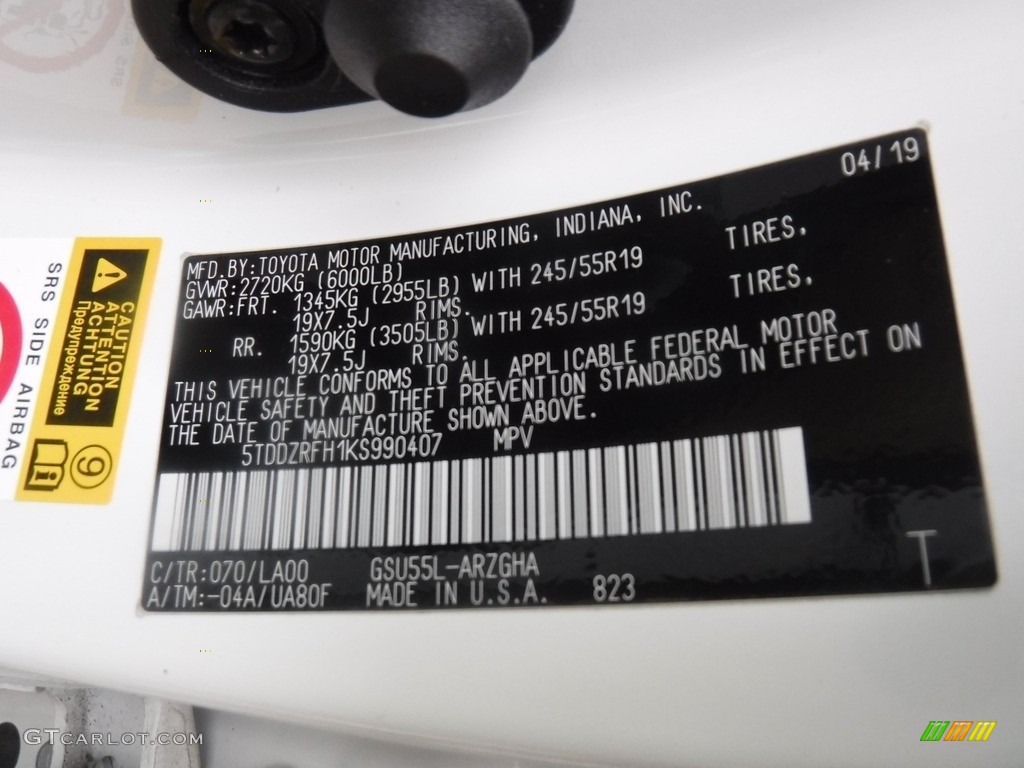 04/19
MFD. BY: TOYOTA MOTOR MANUFACTURING, INDIANA, INC.
GVWR: 2720KG (6000LB)
GAWR: FRT. 1345KG (2955LB) WITH 245/55R19 TIRES,
19X7.5J RIMS.
RR. 1590KG (3505LB) WITH 245/55R19 TIRES,
19X7.5J RIMS.
THIS VEHICLE CONFORMS TO ALL APPLICABLE FEDERAL MOTOR
VEHICLE SAFETY AND THEFT PREVENTION STANDARDS IN EFFECT ON
THE DATE OF MANUFACTURE SHOWN ABOVE.
5TDDZRFH1KS990407 MPV
C/TR: 070/LA00 GSU55L-ARZGHA
A/TM: -04A/UA80F MADE IN U.S.A. 823
T
CAUTION
ATTENTION
ACHTUNG
Предупреждение
9
SRS SIDE AIRBAG
GTCARLOT.COM